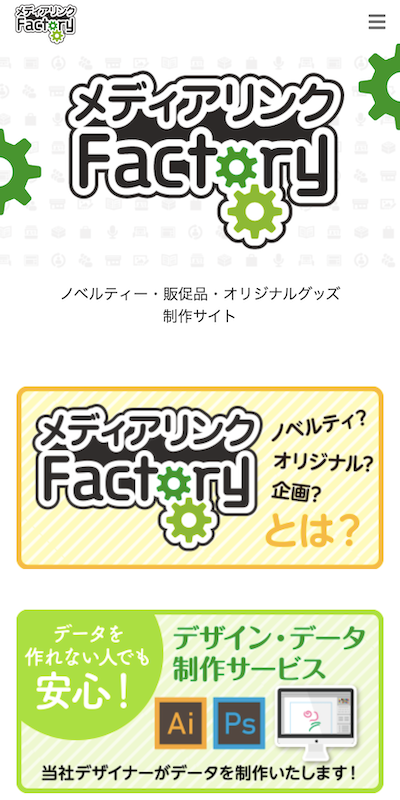 メディアリンク
Factory
メディアリンク
Factory
ノベルティー・販促品・オリジナルグッズ
制作サイト
メディアリンク
Factory
ノベルティ?
オリジナル?
企画?
とは?
データを
作れない人でも
安心!
デザイン・データ
制作サービス
Ai
Ps
当社デザイナーがデータを制作いたします!